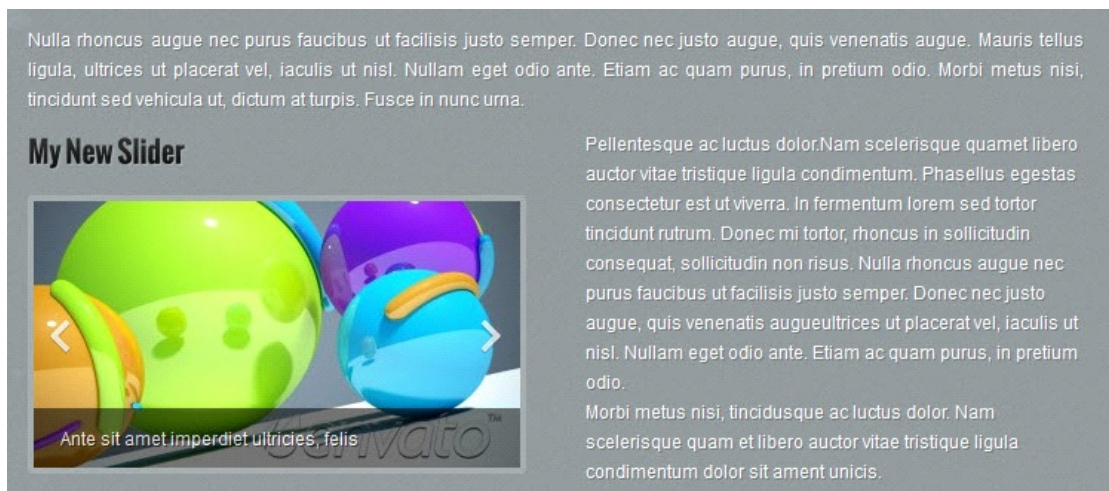 Nulla rhoncus augue nec purus faucibus ut facilisis justo semper. Donec nec justo augue, quis venenatis augue. Mauris tellus
ligula, ultrices ut placerat vel, iaculis ut nisl. Nullam eget odio ante. Etiam ac quam purus, in pretium odio. Morbi metus nisi,
tincidunt sed vehicula ut, dictum at turpis. Fusce in nunc urna.
My New Slider
Ante sit amet imperdiet ultricies, felis
envato™
Pellentesque ac luctus dolor.Nam scelerisque quamet libero
auctor vitae tristique ligula condimentum. Phasellus egestas
consectetur est ut viverra. In fermentum lorem sed tortor
tincidunt rutrum. Donec mi tortor, rhoncus in sollicitudin
consequat, sollicitudin non risus. Nulla rhoncus augue nec
purus faucibus ut facilisis justo semper. Donec nec justo
augue, quis venenatis augueultrices ut placerat vel, iaculis ut
nisl. Nullam eget odio ante. Etiam ac quam purus, in pretium
odio.
Morbi metus nisi, tincidusque ac luctus dolor. Nam
scelerisque quam et libero auctor vitae tristique ligula
condimentum dolor sit ament unicis.